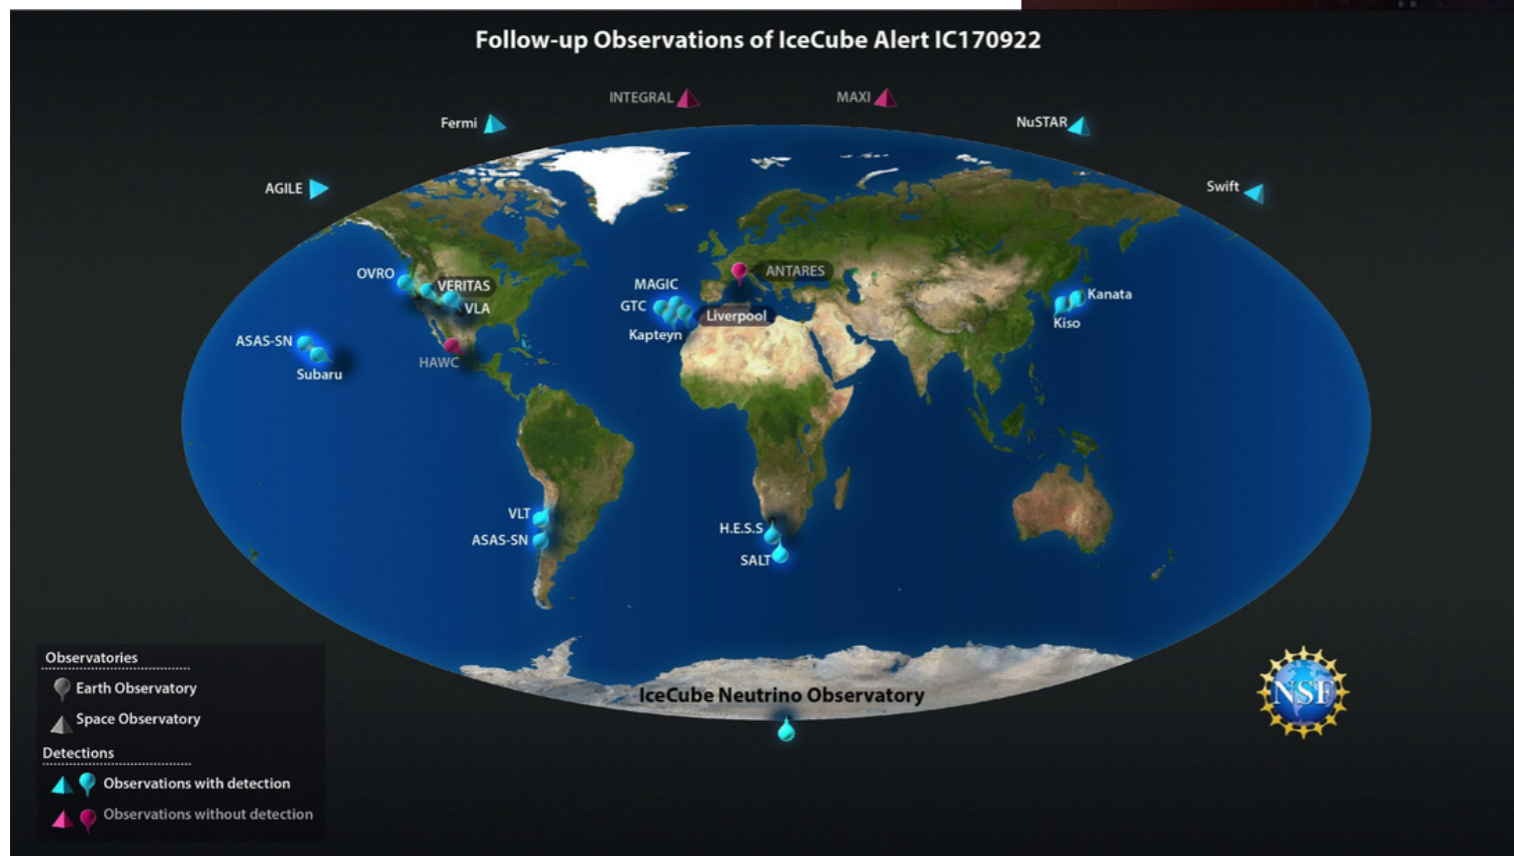 Follow-up Observations of IceCube Alert IC170922
INTEGRAL
MAXI
Fermi
NuSTAR
AGILE
Swift
OVRO
VERITAS
VLA
MAGIC
ANTARES
GTC
Liverpool
Kapteyn
Kanata
Kiso
ASAS-SN
Subaru
HAWC
VLT
ASAS-SN
H.E.S.S
SALT
IceCube Neutrino Observatory
Observatories
Earth Observatory
Space Observatory
Detections
Observations with detection
Observations without detection
NSF